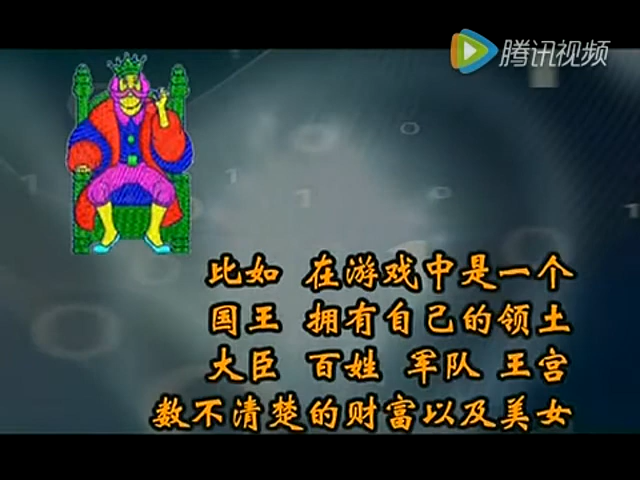 腾讯视频
比如 在游戏中是一个
国王 拥有自己的领土
大臣 百姓 军队 王宫
数不清楚的财富以及美女